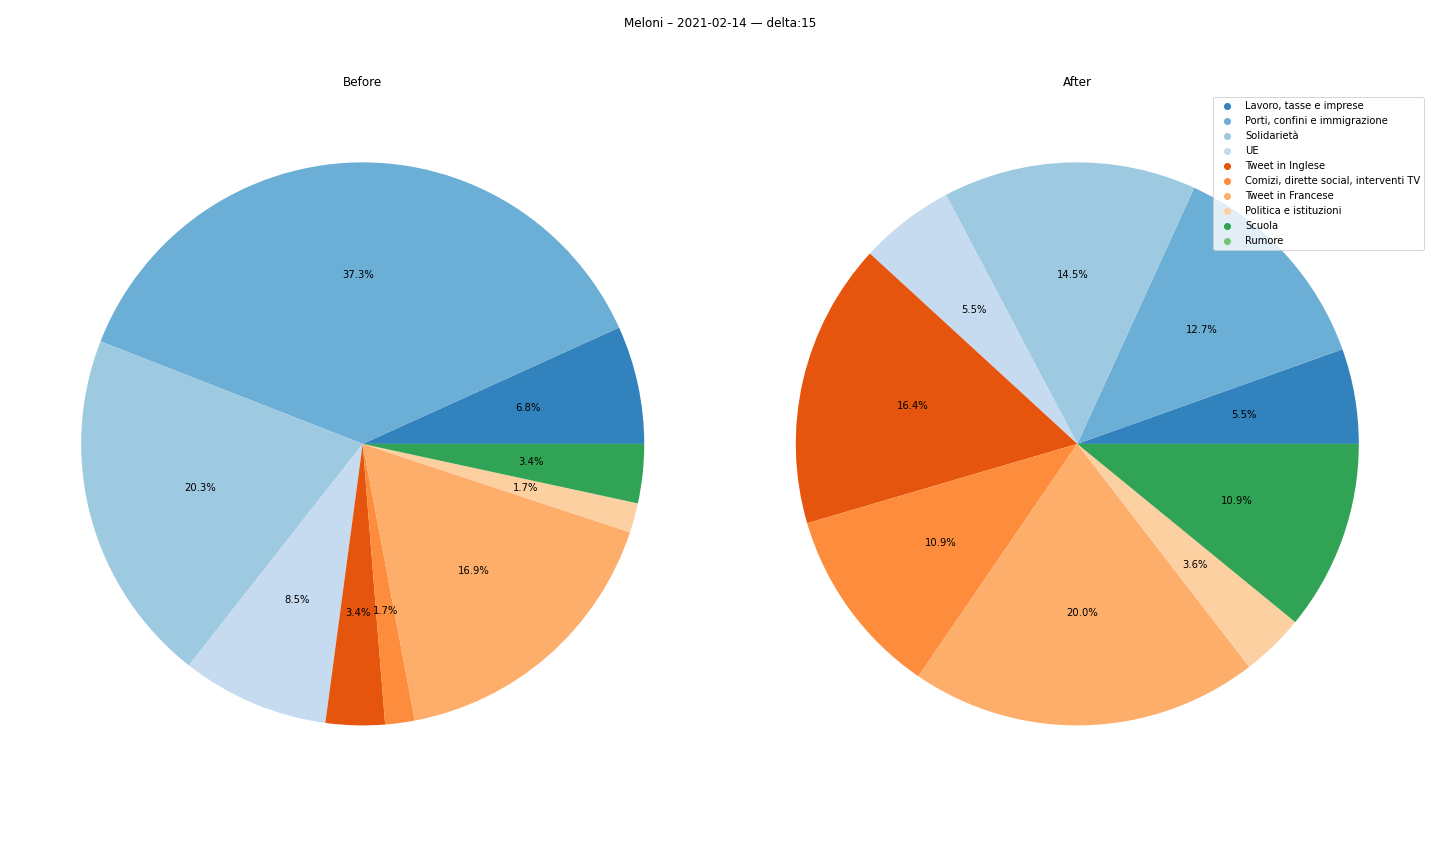 Meloni – 2021-02-14 — delta:15
Before
37.3%
6.8%
20.3%
3.4%
1.7%
16.9%
8.5%
3.4%
1.7%
After
Lavoro, tasse e imprese
Porti, confini e immigrazione
Solidarietà
UE
Tweet in Inglese
Comizi, dirette social, interventi TV
Tweet in Francese
Politica e istituzioni
Scuola
Rumore
14.5%
5.5%
12.7%
16.4%
5.5%
10.9%
10.9%
3.6%
20.0%